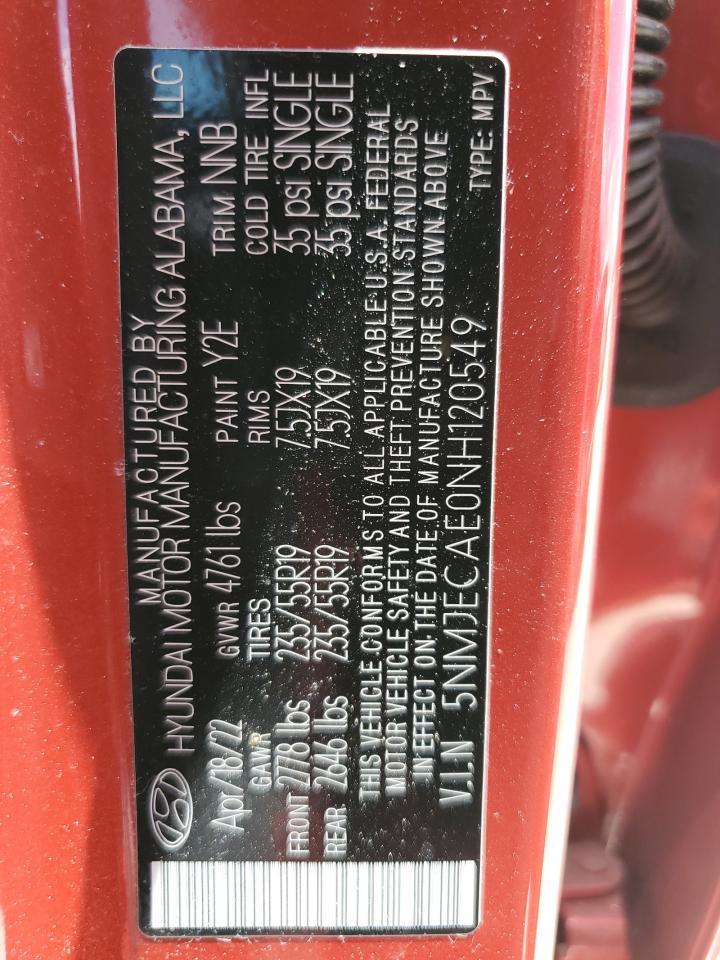 MANUFACTURED BY
HYUNDAI MOTOR MANUFACTURING ALABAMA, LLC
Apr/18/22 GVWR 4761 lbs PAINT Y2E TRIM NNB
GAWR TIRES RIMS COLD TIRE INFL
FRONT 2778 lbs 235/55R19 7.5JX19 35 psi SINGLE
REAR 2646 lbs 235/55R19 7.5JX19 35 psi SINGLE
THIS VEHICLE CONFORMS TO ALL APPLICABLE U.S.A. FEDERAL
MOTOR VEHICLE SAFETY AND THEFT PREVENTION STANDARDS
IN EFFECT ON THE DATE OF MANUFACTURE SHOWN ABOVE
V.I.N 5NMJECAE0NH120549 TYPE: MPV